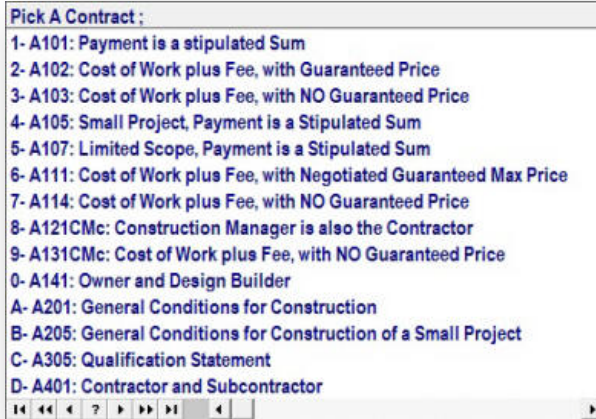 Pick A Contract ;
1- A101: Payment is a stipulated Sum
2- A102: Cost of Work plus Fee, with Guaranteed Price
3- A103: Cost of Work plus Fee, with NO Guaranteed Price
4- A105: Small Project, Payment is a Stipulated Sum
5- A107: Limited Scope, Payment is a Stipulated Sum
6- A111: Cost of Work plus Fee, with Negotiated Guaranteed Max Price
7- A114: Cost of Work plus Fee, with NO Guaranteed Price
8- A121CMc: Construction Manager is also the Contractor
9- A131CMc: Cost of Work plus Fee, with NO Guaranteed Price
0- A141: Owner and Design Builder
A- A201: General Conditions for Construction
B- A205: General Conditions for Construction of a Small Project
C- A305: Qualification Statement
D- A401: Contractor and Subcontractor
?